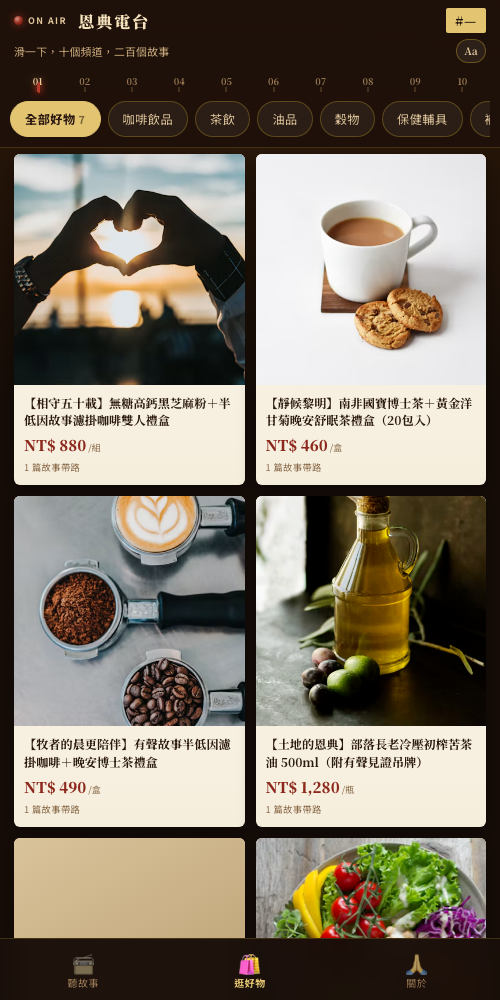 ON AIR 恩典電台
#—
滑一下，十個頻道，二百個故事
Aa
01 02 03 04 05 06 07 08 09 10
全部好物 7 咖啡飲品 茶飲 油品 穀物 保健輔具
【相守五十載】無糖高鈣黑芝麻粉＋半
低因故事濾掛咖啡雙人禮盒
NT$ 880 /組
1 篇故事帶路
【靜候黎明】南非國寶博士茶＋黃金洋
甘菊晚安舒眠茶禮盒（20包入）
NT$ 460 /盒
1 篇故事帶路
【牧者的晨更陪伴】有聲故事半低因濾
掛咖啡＋晚安博士茶禮盒
NT$ 490 /盒
1 篇故事帶路
【土地的恩典】部落長老冷壓初榨苦茶
油 500ml（附有聲見證吊牌）
NT$ 1,280 /瓶
1 篇故事帶路
聽故事 逛好物 關於